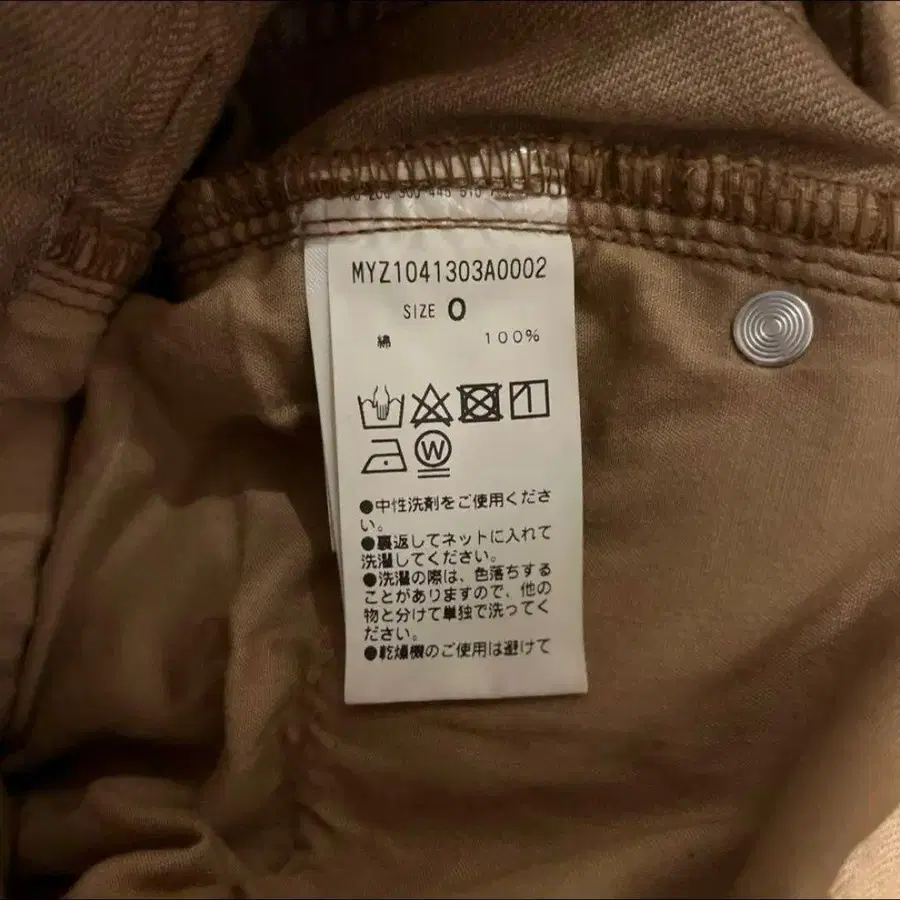 MYZ1041303A0002
SIZE 0
綿 100%
W
●中性洗剤をご使用くださ
い。
●裏返してネットに入れて
洗濯してください。
●洗濯の際は、色落ちする
ことがありますので、他の
物と分けて単独で洗ってく
ださい。
●乾燥機のご使用は避けて